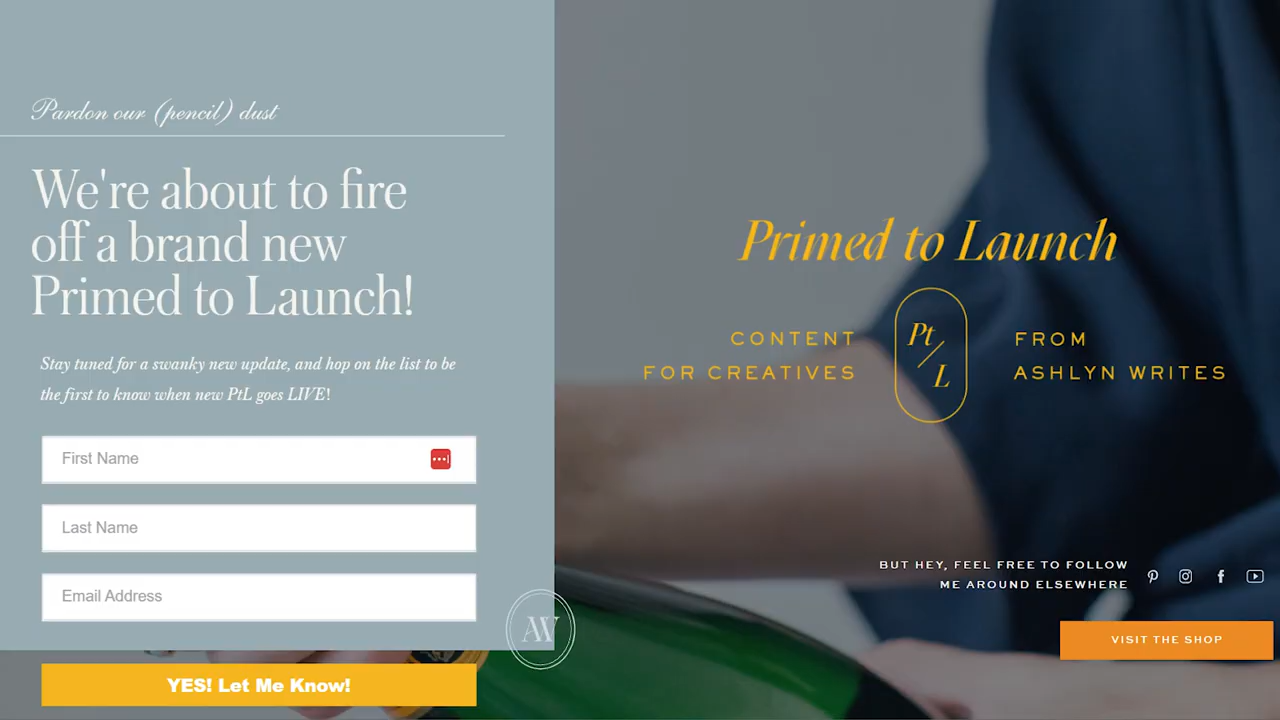 Pardon our (pencil) dust
We're about to fire
off a brand new
Primed to Launch!
Stay tuned for a swanky new update, and hop on the list to be
the first to know when new PtL goes LIVE!
First Name
Last Name
Email Address
YES! Let Me Know!
AW
Primed to Launch
CONTENT
FOR CREATIVES
Pt/L
FROM
ASHLYN WRITES
BUT HEY, FEEL FREE TO FOLLOW
ME AROUND ELSEWHERE
VISIT THE SHOP